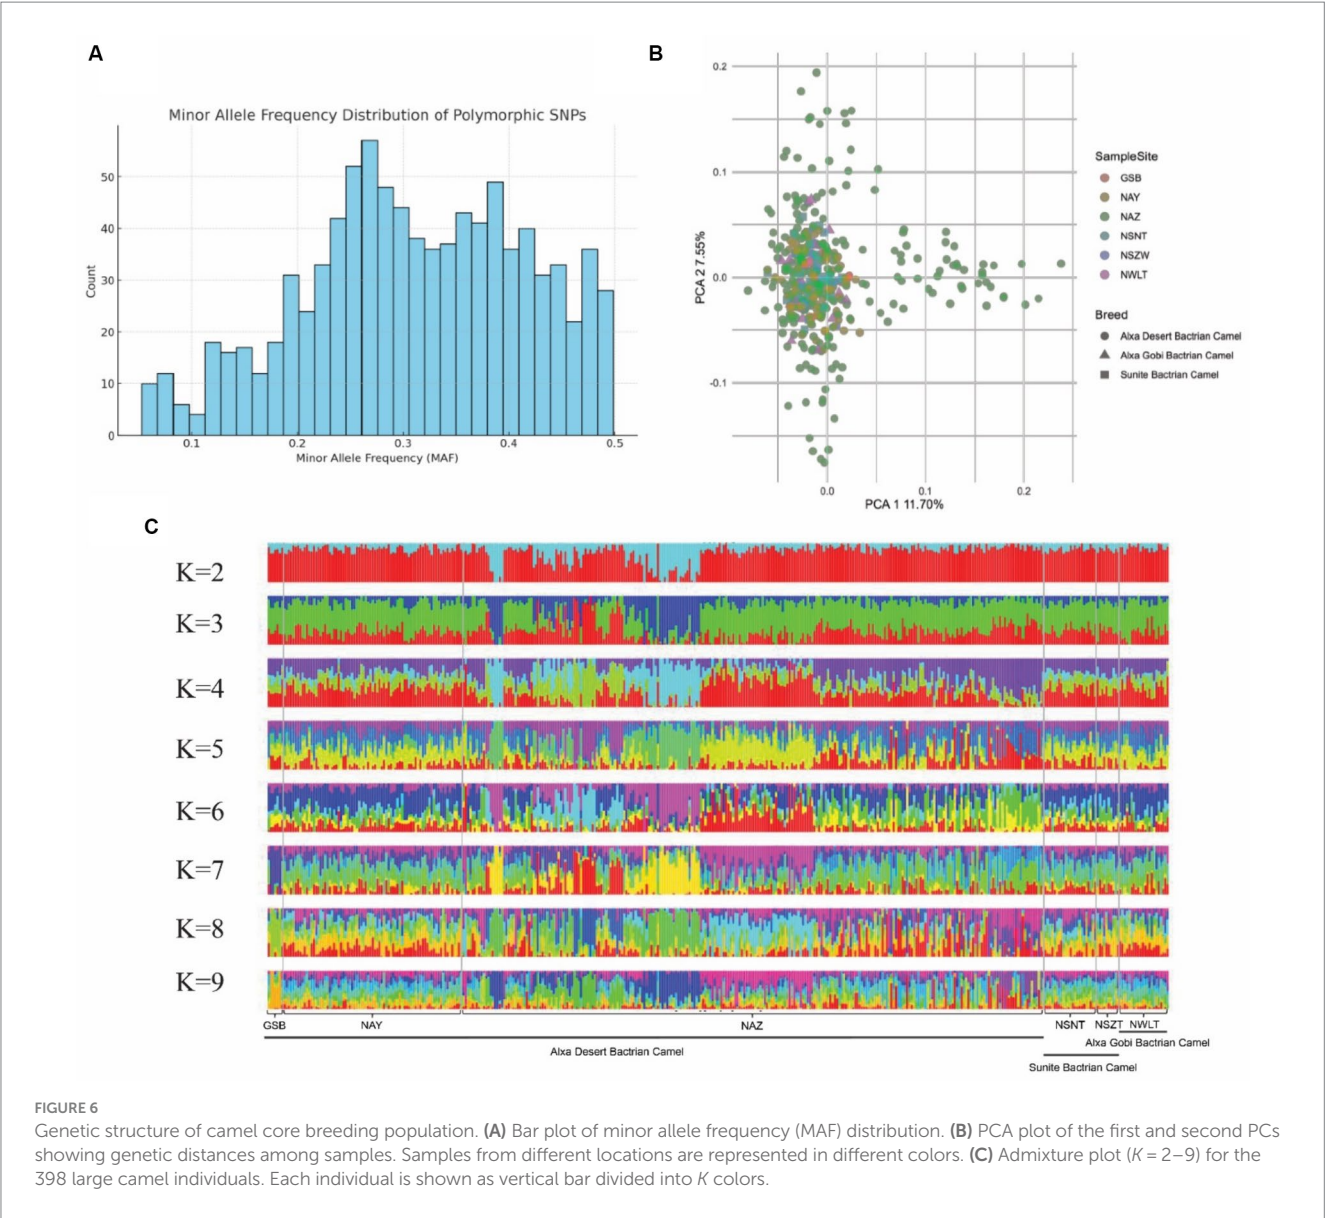 A
Minor Allele Frequency Distribution of Polymorphic SNPs
50
40
30
20
10
0
0.1
0.2
0.3
0.4
0.5
Count
Minor Allele Frequency (MAF)
B
0.2
0.1
0.0
-0.1
0.0
0.1
0.2
PCA 2 7.55%
PCA 1 11.70%
SampleSite
GSB
NAY
NAZ
NSNT
NSZW
NWLT
Breed
Alxa Desert Bactrian Camel
Alxa Gobi Bactrian Camel
Sunite Bactrian Camel
C
K=2
K=3
K=4
K=5
K=6
K=7
K=8
K=9
GSB NAY NAZ NSNT NSZT NWLT
Alxa Gobi Bactrian Camel
Alxa Desert Bactrian Camel
Sunite Bactrian Camel
FIGURE 6
Genetic structure of camel core breeding population. (A) Bar plot of minor allele frequency (MAF) distribution. (B) PCA plot of the first and second PCs
showing genetic distances among samples. Samples from different locations are represented in different colors. (C) Admixture plot (K = 2–9) for the
398 large camel individuals. Each individual is shown as vertical bar divided into K colors.